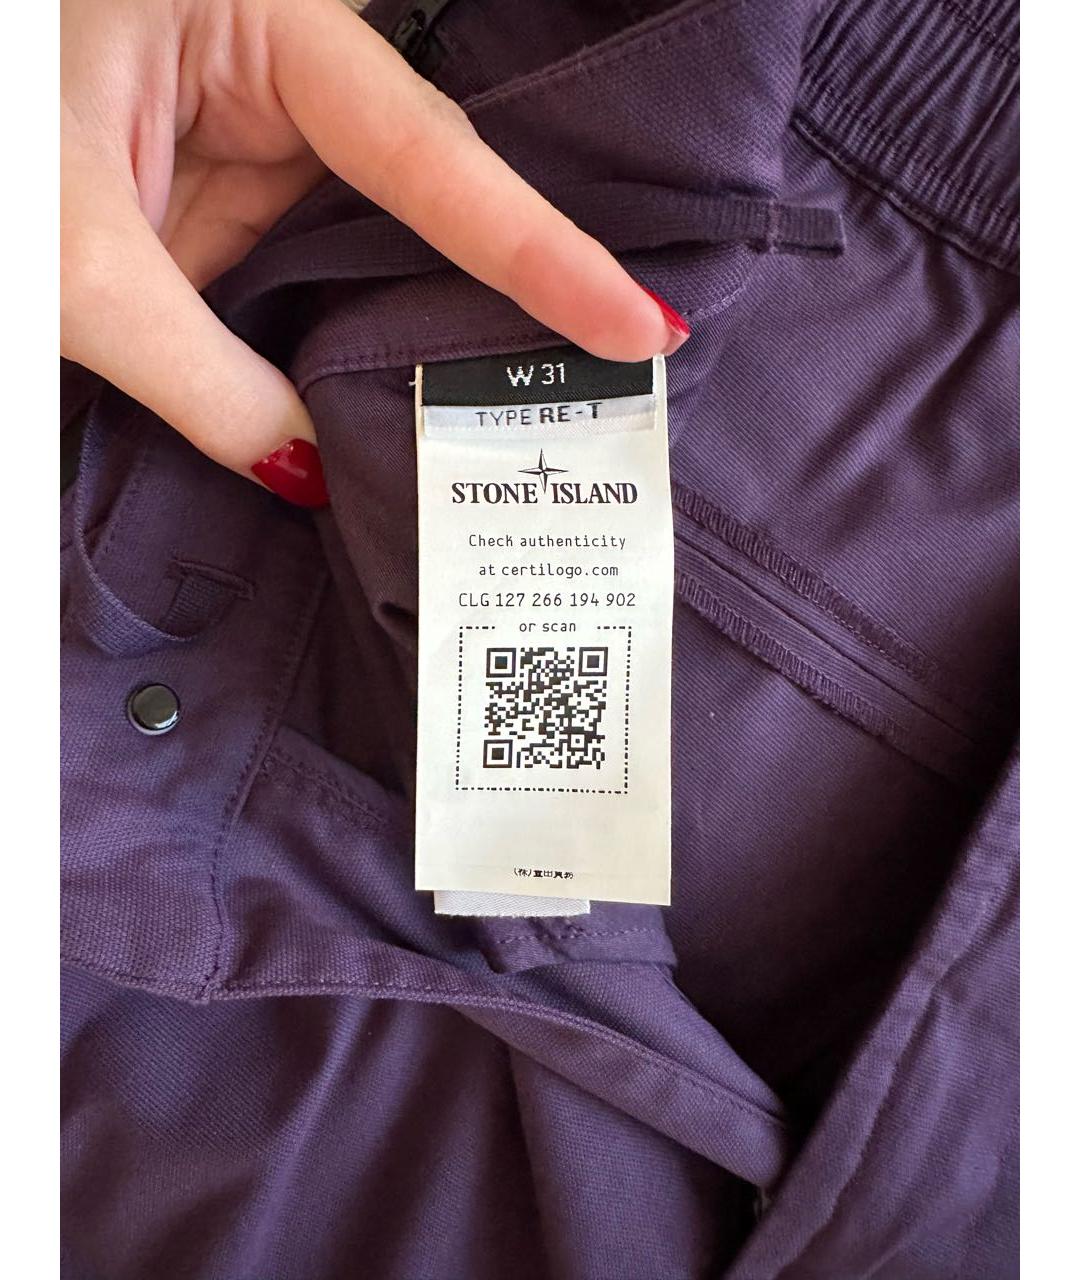 W 31
TYPE RE-T
STONE ISLAND
Check authenticity
at certilogo.com
CLG 127 266 194 902
or scan